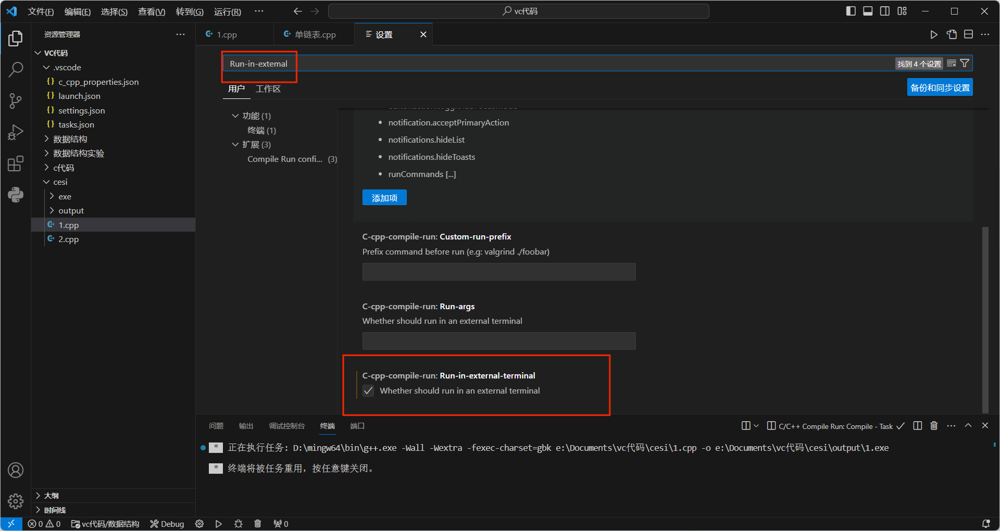 文件(F) 编辑(E) 选择(S) 查看(V) 转到(G) 运行(R) ··· vc代码
资源管理器
1.cpp 单链表.cpp 设置
VC代码
.vscode
c_cpp_properties.json
launch.json
settings.json
tasks.json
数据结构
数据结构实验
c代码
cesi
exe
output
1.cpp
2.cpp
大纲
时间线
Run-in-extemal
找到 4 个设置
用户 工作区
备份和同步设置
功能 (1)
终端 (1)
扩展 (3)
Compile Run confi... (3)
notification.acceptPrimaryAction
notifications.hideList
notifications.hideToasts
runCommands [...]
添加项
C-cpp-compile-run: Custom-run-prefix
Prefix command before run (e.g: valgrind ./foobar)
C-cpp-compile-run: Run-args
Whether should run in an external terminal
C-cpp-compile-run: Run-in-external-terminal
Whether should run in an external terminal
问题 输出 调试控制台 终端 端口
C/C++ Compile Run: Compile - Task
* 正在执行任务: D:\mingw64\bin\g++.exe -Wall -Wextra -fexec-charset=gbk e:\Documents\vc代码\cesi\1.cpp -o e:\Documents\vc代码\cesi\output\1.exe
* 终端将被任务重用，按任意键关闭。
0 0 vc代码/数据结构 Debug 0